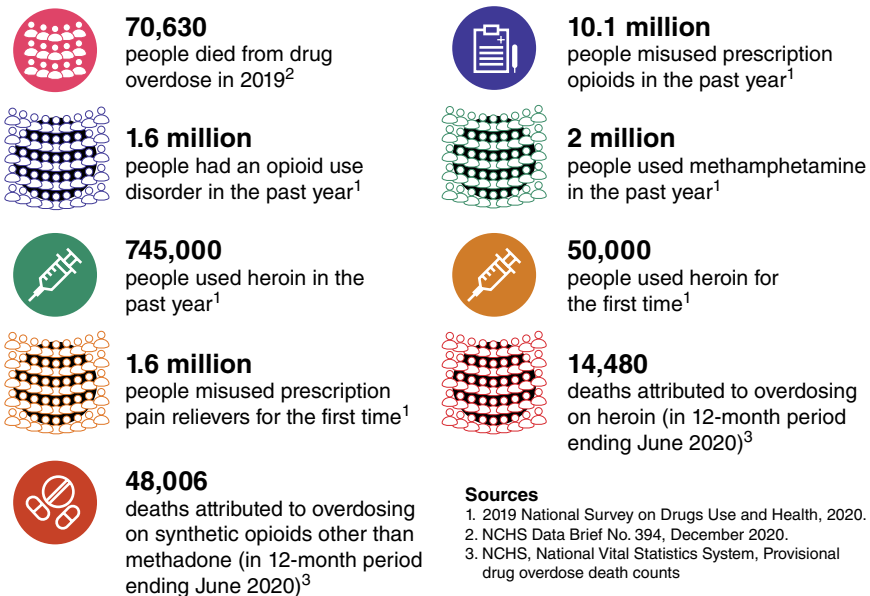 70,630
people died from drug
overdose in 2019²
10.1 million
people misused prescription
opioids in the past year¹
1.6 million
people had an opioid use
disorder in the past year¹
2 million
people used methamphetamine
in the past year¹
745,000
people used heroin in the
past year¹
50,000
people used heroin for
the first time¹
1.6 million
people misused prescription
pain relievers for the first time¹
14,480
deaths attributed to overdosing
on heroin (in 12-month period
ending June 2020)³
48,006
deaths attributed to overdosing
on synthetic opioids other than
methadone (in 12-month period
ending June 2020)³
Sources
1. 2019 National Survey on Drugs Use and Health, 2020.
2. NCHS Data Brief No. 394, December 2020.
3. NCHS, National Vital Statistics System, Provisional
drug overdose death counts